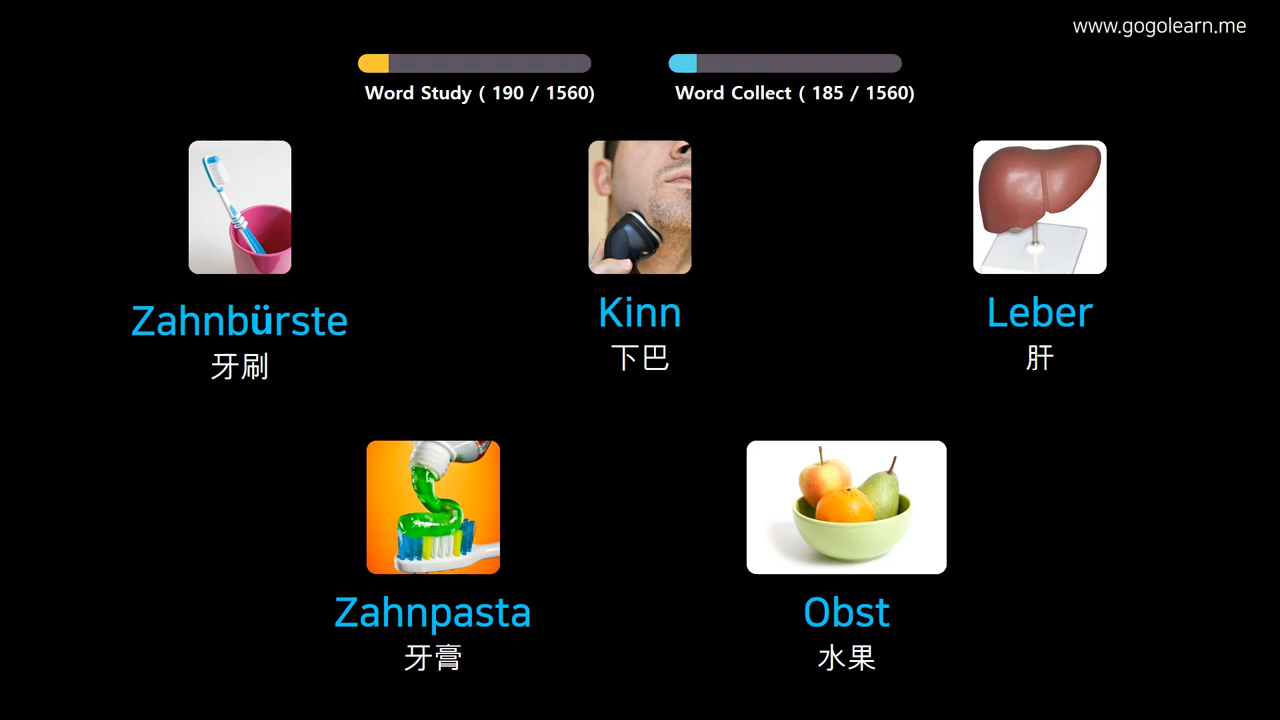 www.gogolearn.me
Word Study ( 190 / 1560)
Word Collect ( 185 / 1560)
Zahnbürste
牙刷
Kinn
下巴
Leber
肝
Zahnpasta
牙膏
Obst
水果